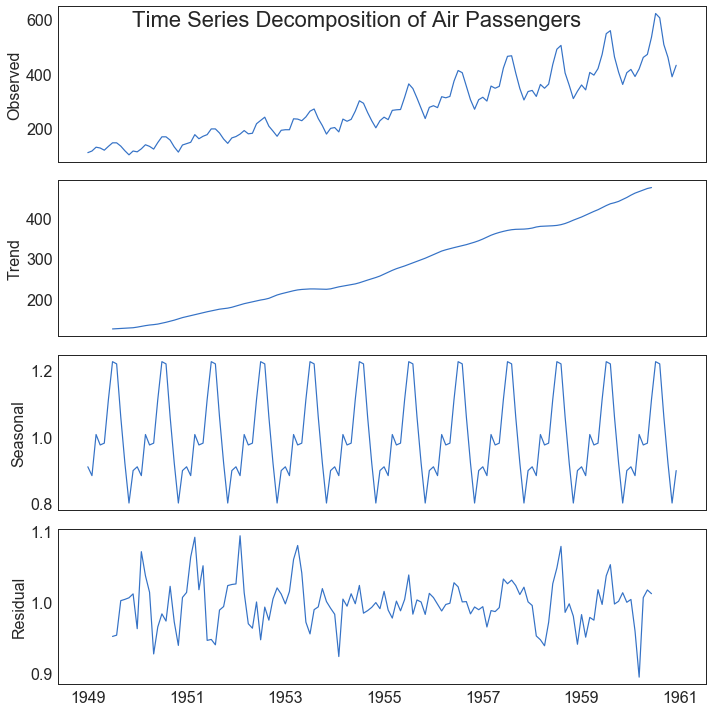 Time Series Decomposition of Air Passengers
600
400
200
Observed
400
300
200
Trend
1.2
1.0
0.8
Seasonal
1.1
1.0
0.9
Residual
1949 1951 1953 1955 1957 1959 1961